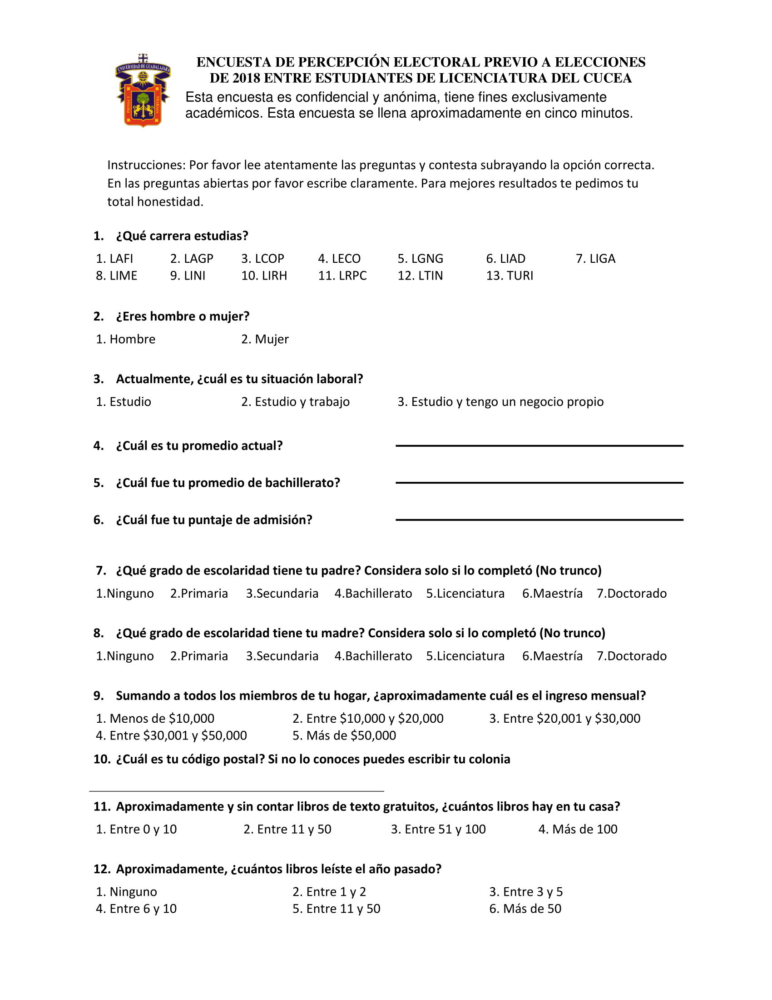 UNIVERSIDAD DE GUADALAJARA
PIENSA Y
TRABAJA
ENCUESTA DE PERCEPCIÓN ELECTORAL PREVIO A ELECCIONES
DE 2018 ENTRE ESTUDIANTES DE LICENCIATURA DEL CUCEA
Esta encuesta es confidencial y anónima, tiene fines exclusivamente
académicos. Esta encuesta se llena aproximadamente en cinco minutos.
Instrucciones: Por favor lee atentamente las preguntas y contesta subrayando la opción correcta.
En las preguntas abiertas por favor escribe claramente. Para mejores resultados te pedimos tu
total honestidad.
1. ¿Qué carrera estudias?
1. LAFI 2. LAGP 3. LCOP 4. LECO 5. LGNG 6. LIAD 7. LIGA
8. LIME 9. LINI 10. LIRH 11. LRPC 12. LTIN 13. TURI
2. ¿Eres hombre o mujer?
1. Hombre 2. Mujer
3. Actualmente, ¿cuál es tu situación laboral?
1. Estudio 2. Estudio y trabajo 3. Estudio y tengo un negocio propio
4. ¿Cuál es tu promedio actual?
5. ¿Cuál fue tu promedio de bachillerato?
6. ¿Cuál fue tu puntaje de admisión?
7. ¿Qué grado de escolaridad tiene tu padre? Considera solo si lo completó (No trunco)
1.Ninguno 2.Primaria 3.Secundaria 4.Bachillerato 5.Licenciatura 6.Maestría 7.Doctorado
8. ¿Qué grado de escolaridad tiene tu madre? Considera solo si lo completó (No trunco)
1.Ninguno 2.Primaria 3.Secundaria 4.Bachillerato 5.Licenciatura 6.Maestría 7.Doctorado
9. Sumando a todos los miembros de tu hogar, ¿aproximadamente cuál es el ingreso mensual?
1. Menos de $10,000 2. Entre $10,000 y $20,000 3. Entre $20,001 y $30,000
4. Entre $30,001 y $50,000 5. Más de $50,000
10. ¿Cuál es tu código postal? Si no lo conoces puedes escribir tu colonia
11. Aproximadamente y sin contar libros de texto gratuitos, ¿cuántos libros hay en tu casa?
1. Entre 0 y 10 2. Entre 11 y 50 3. Entre 51 y 100 4. Más de 100
12. Aproximadamente, ¿cuántos libros leíste el año pasado?
1. Ninguno 2. Entre 1 y 2 3. Entre 3 y 5
4. Entre 6 y 10 5. Entre 11 y 50 6. Más de 50